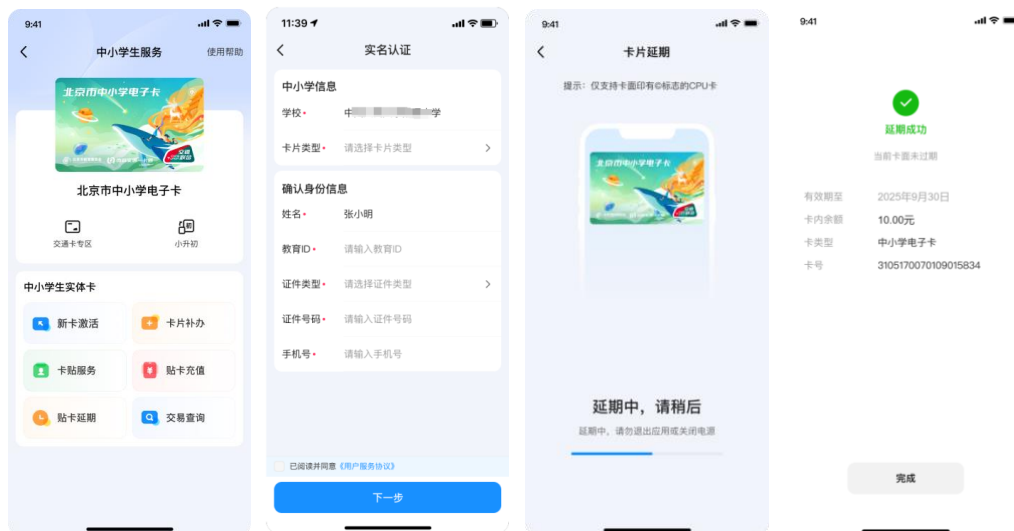 9:41
中小学生服务
使用帮助
北京市中小学电子卡
北京市中小学电子卡
交通卡专区
小升初
中小学生实体卡
新卡激活
卡片补办
卡贴服务
贴卡充值
贴卡延期
交易查询
11:39
实名认证
中小学信息
学校•
中
学
卡片类型•
请选择卡片类型
确认身份信息
姓名•
张小明
教育ID•
请输入教育ID
证件类型•
请选择证件类型
证件号码•
请输入证件号码
手机号•
请输入手机号
已阅读并同意《用户服务协议》
下一步
9:41
卡片延期
提示：仅支持卡面印有©标志的CPU卡
北京市中小学电子卡
延期中，请稍后
延期中，请勿退出应用或关闭电源
9:41
延期成功
当前卡面未过期
有效期至 2025年9月30日
卡内余额 10.00元
卡类型 中小学电子卡
卡号 3105170070109015834
完成